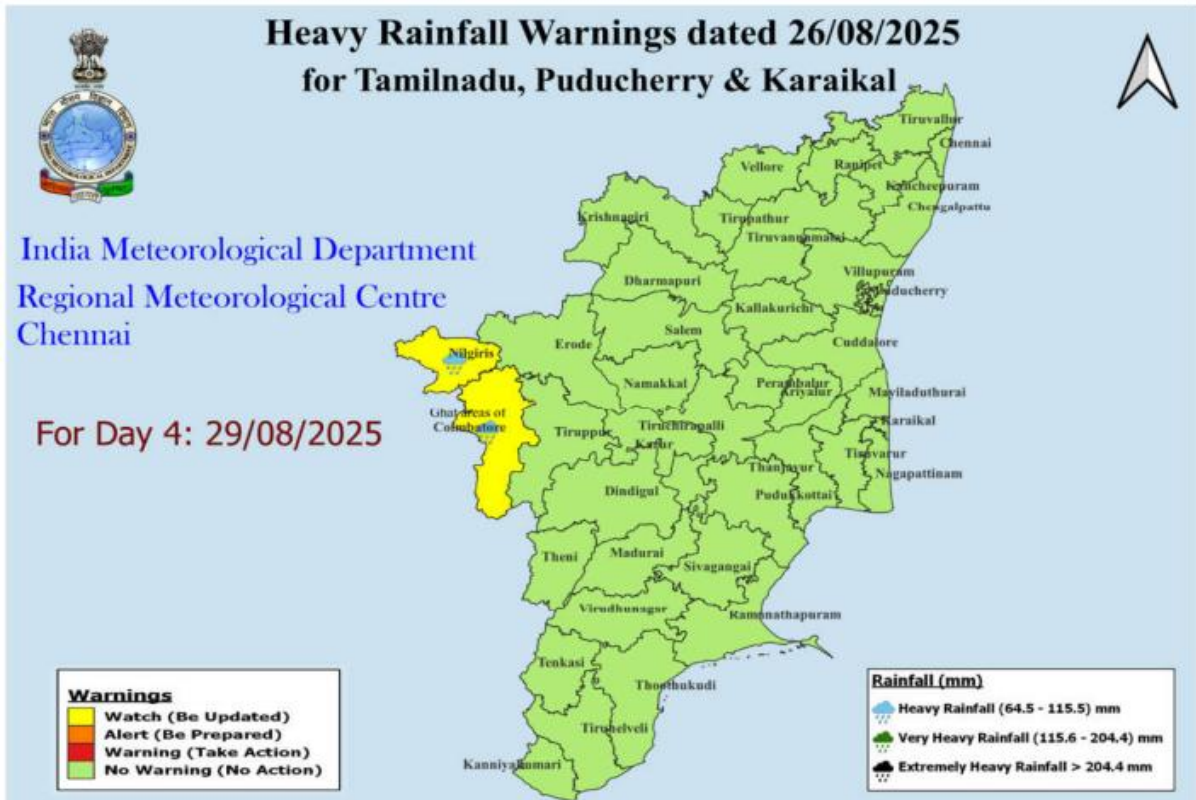 Heavy Rainfall Warnings dated 26/08/2025
for Tamilnadu, Puducherry & Karaikal
India Meteorological Department
Regional Meteorological Centre
Chennai
For Day 4: 29/08/2025
Tiruvallur
Chennai
Vellore
Ranipet
Kancheepuram
Chengalpattu
Krishnagiri
Tirupathur
Tiruvannamalai
Dharmapuri
Villupuram
Puducherry
Kallakurichi
Salem
Cuddalore
Nilgiris
Erode
Namakkal
Perambalur
Ariyalur
Mayiladuthurai
Ghat areas of
Coimbatore
Tiruppur
Tiruchirapalli
Karur
Karaikal
Tiruvarur
Thanjavur
Nagapattinam
Dindigul
Pudukkottai
Theni
Madurai
Sivagangai
Virudhunagar
Ramanathapuram
Tenkasi
Thoothukudi
Tirunelveli
Kanniyakumari
Warnings
Watch (Be Updated)
Alert (Be Prepared)
Warning (Take Action)
No Warning (No Action)
Rainfall (mm)
Heavy Rainfall (64.5 - 115.5) mm
Very Heavy Rainfall (115.6 - 204.4) mm
Extremely Heavy Rainfall > 204.4 mm